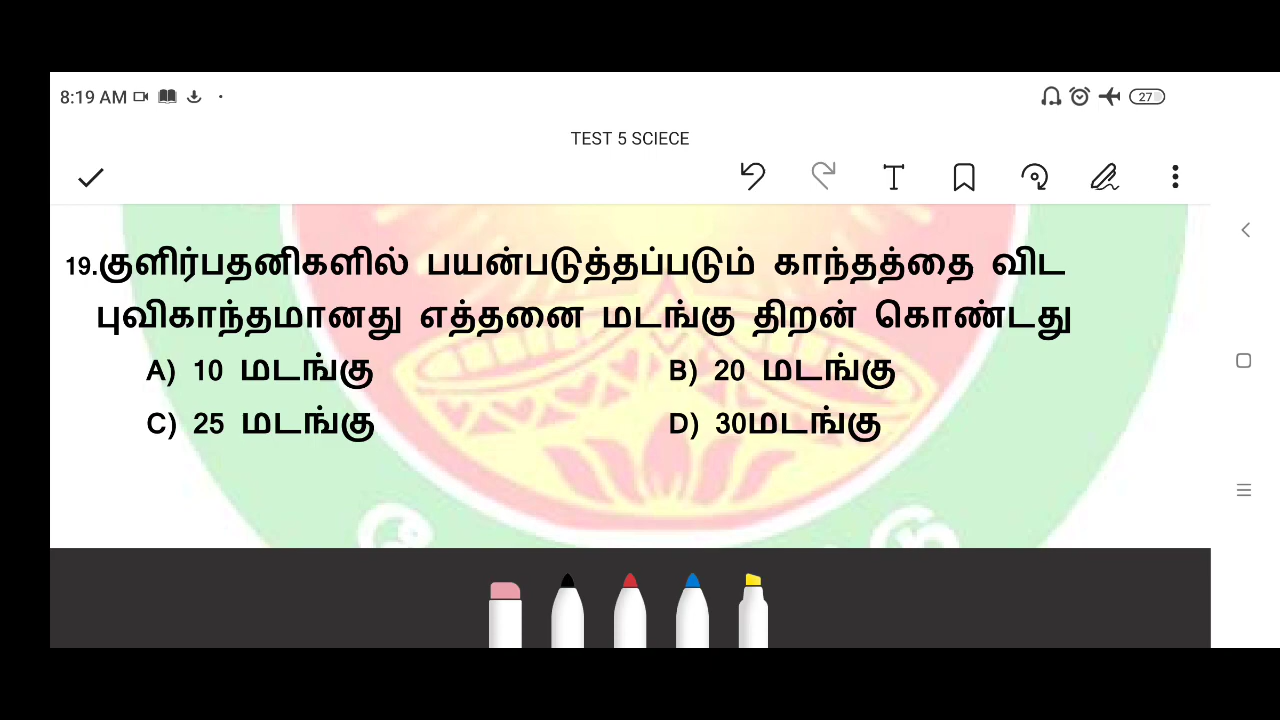 8:19 AM
27
TEST 5 SCIECE
19.குளிர்பதனிகளில் பயன்படுத்தப்படும் காந்தத்தை விட
புவிகாந்தமானது எத்தனை மடங்கு திறன் கொண்டது
A) 10 மடங்கு B) 20 மடங்கு
C) 25 மடங்கு D) 30மடங்கு